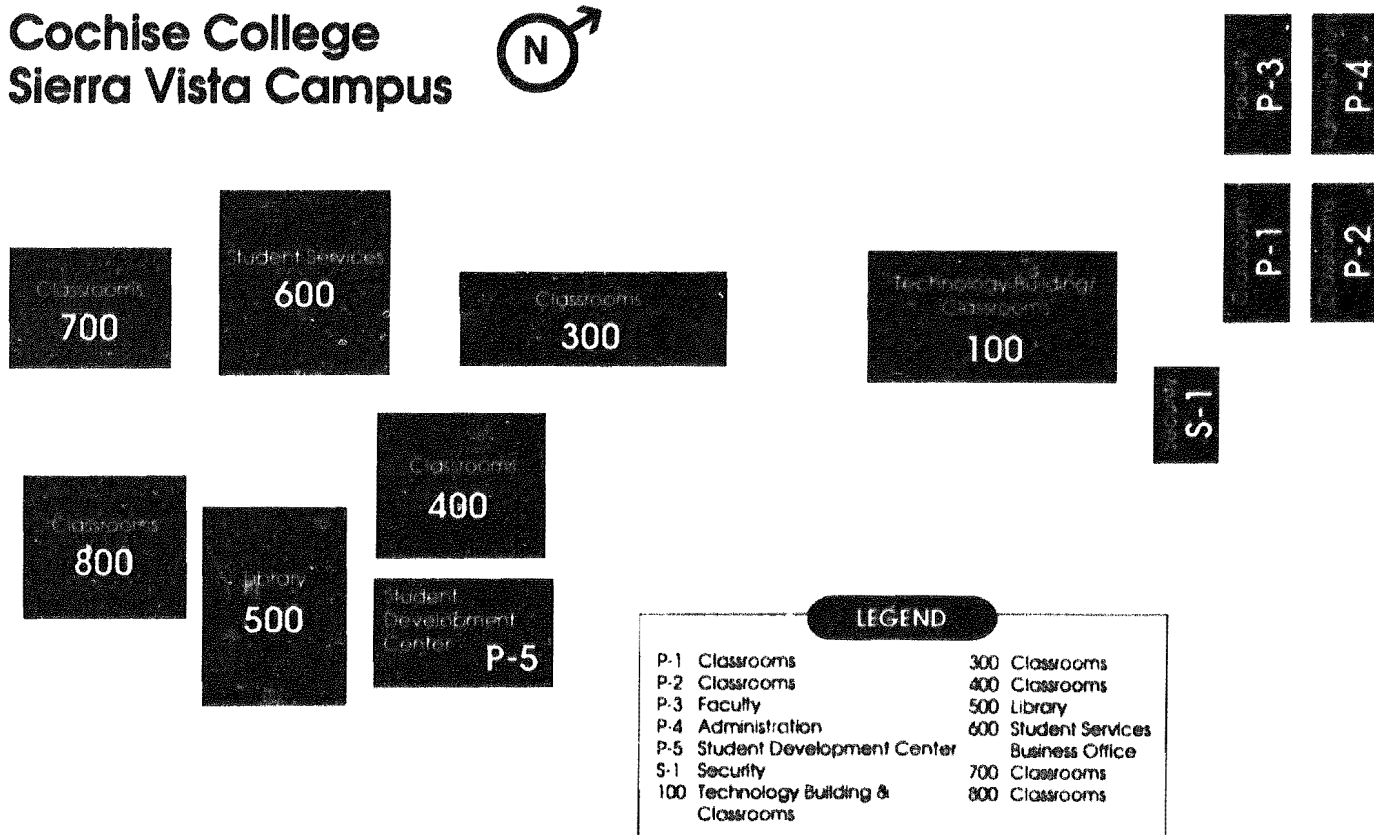 Cochise College
Sierra Vista Campus
N
Faculty
P-3
Administration
P-4
Classrooms
P-1
Classrooms
P-2
Classrooms
700
Student Services
600
Classrooms
300
Technology Building/
Classrooms
100
Security
S-1
Classrooms
800
Library
500
Classrooms
400
Student
Development
Center
P-5
LEGEND
P-1 Classrooms
P-2 Classrooms
P-3 Faculty
P-4 Administration
P-5 Student Development Center
S-1 Security
100 Technology Building &
Classrooms
300 Classrooms
400 Classrooms
500 Library
600 Student Services
Business Office
700 Classrooms
800 Classrooms